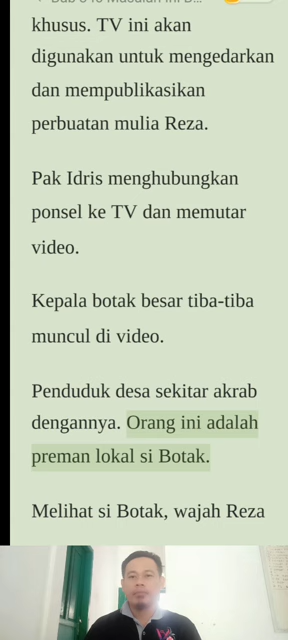 khusus. TV ini akan
digunakan untuk mengedarkan
dan mempublikasikan
perbuatan mulia Reza.
Pak Idris menghubungkan
ponsel ke TV dan memutar
video.
Kepala botak besar tiba-tiba
muncul di video.
Penduduk desa sekitar akrab
dengannya. Orang ini adalah
preman lokal si Botak.
Melihat si Botak, wajah Reza